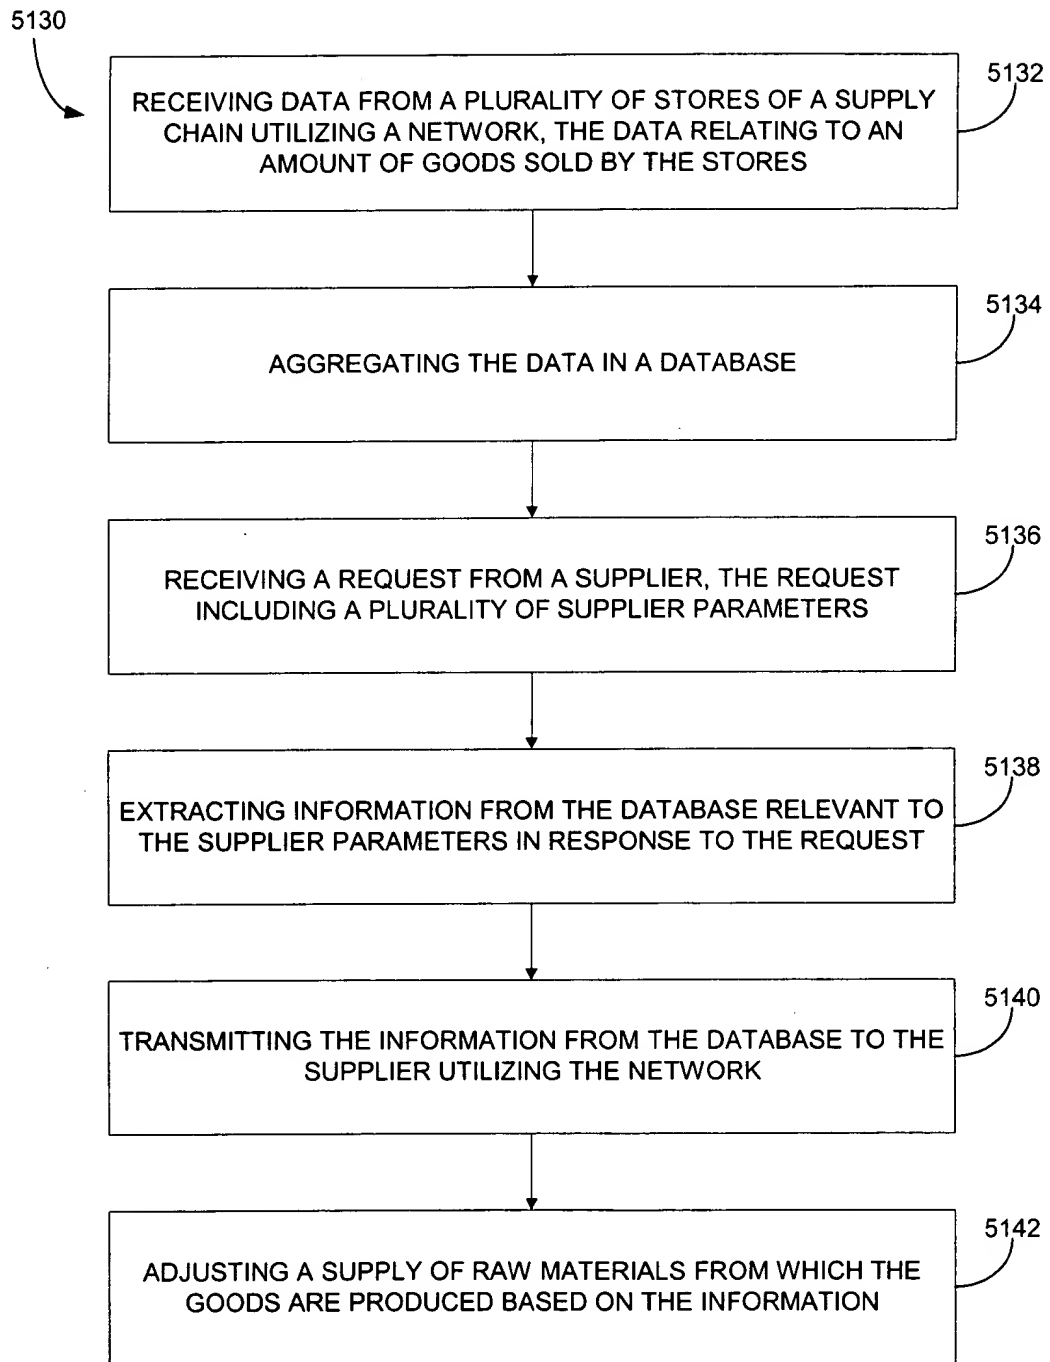 5130
5132
RECEIVING DATA FROM A PLURALITY OF STORES OF A SUPPLY
CHAIN UTILIZING A NETWORK, THE DATA RELATING TO AN
AMOUNT OF GOODS SOLD BY THE STORES
5134
AGGREGATING THE DATA IN A DATABASE
5136
RECEIVING A REQUEST FROM A SUPPLIER, THE REQUEST
INCLUDING A PLURALITY OF SUPPLIER PARAMETERS
5138
EXTRACTING INFORMATION FROM THE DATABASE RELEVANT TO
THE SUPPLIER PARAMETERS IN RESPONSE TO THE REQUEST
5140
TRANSMITTING THE INFORMATION FROM THE DATABASE TO THE
SUPPLIER UTILIZING THE NETWORK
5142
ADJUSTING A SUPPLY OF RAW MATERIALS FROM WHICH THE
GOODS ARE PRODUCED BASED ON THE INFORMATION